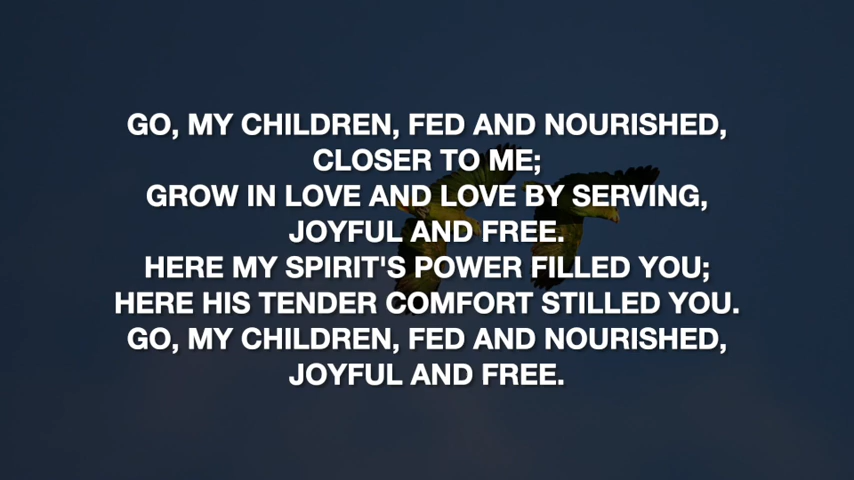 GO, MY CHILDREN, FED AND NOURISHED,
CLOSER TO ME;
GROW IN LOVE AND LOVE BY SERVING,
JOYFUL AND FREE.
HERE MY SPIRIT'S POWER FILLED YOU;
HERE HIS TENDER COMFORT STILLED YOU.
GO, MY CHILDREN, FED AND NOURISHED,
JOYFUL AND FREE.